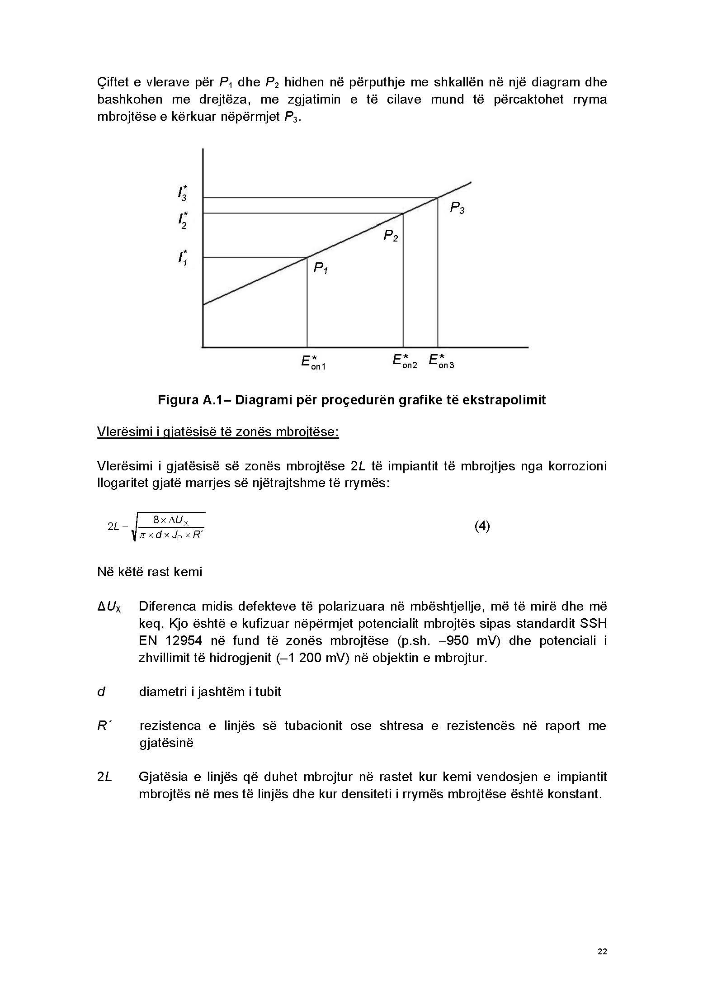 Çiftet e vlerave për P1 dhe P2 hidhen në përputhje me shkallën në një diagram dhe
bashkohen me drejtëza, me zgjatimin e të cilave mund të përcaktohet rryma
mbrojtëse e kërkuar nëpërmjet P3.
I*3
P3
I*2
P2
I*1
P1
E*on1 E*on2 E*on3
Figura A.1– Diagrami për proçedurën grafike të ekstrapolimit
Vlerësimi i gjatësisë të zonës mbrojtëse:
Vlerësimi i gjatësisë së zonës mbrojtëse 2L të impiantit të mbrojtjes nga korrozioni
llogaritet gjatë marrjes së njëtrajtshme të rrymës:
2L = √((8 × ΔUX) / (π × d × JP × R´)) (4)
Në këtë rast kemi
ΔUX Diferenca midis defekteve të polarizuara në mbështjellje, më të mirë dhe më
keq. Kjo është e kufizuar nëpërmjet potencialit mbrojtës sipas standardit SSH
EN 12954 në fund të zonës mbrojtëse (p.sh. –950 mV) dhe potenciali i
zhvillimit të hidrogjenit (–1 200 mV) në objektin e mbrojtur.
d diametri i jashtëm i tubit
R´ rezistenca e linjës së tubacionit ose shtresa e rezistencës në raport me
gjatësinë
2L Gjatësia e linjës që duhet mbrojtur në rastet kur kemi vendosjen e impiantit
mbrojtës në mes të linjës dhe kur densiteti i rrymës mbrojtëse është konstant.
22